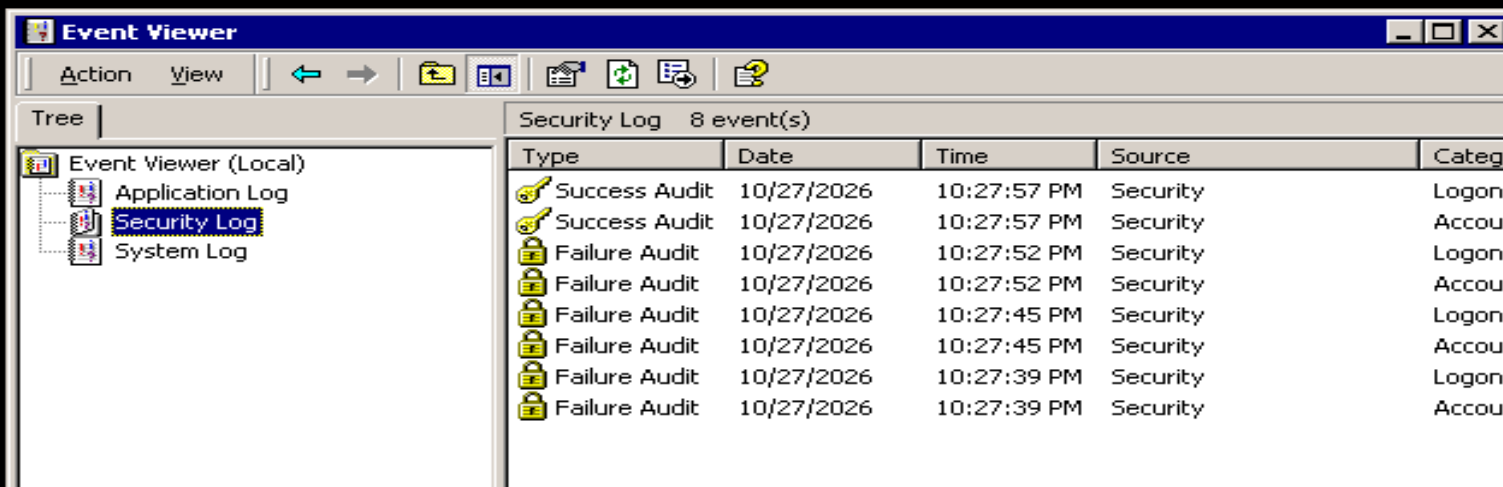 Event Viewer
Action View
Tree
Security Log 8 event(s)
Event Viewer (Local)
Application Log
Security Log
System Log
Type Date Time Source Categ
Success Audit 10/27/2026 10:27:57 PM Security Logon
Success Audit 10/27/2026 10:27:57 PM Security Accou
Failure Audit 10/27/2026 10:27:52 PM Security Logon
Failure Audit 10/27/2026 10:27:52 PM Security Accou
Failure Audit 10/27/2026 10:27:45 PM Security Logon
Failure Audit 10/27/2026 10:27:45 PM Security Accou
Failure Audit 10/27/2026 10:27:39 PM Security Logon
Failure Audit 10/27/2026 10:27:39 PM Security Accou